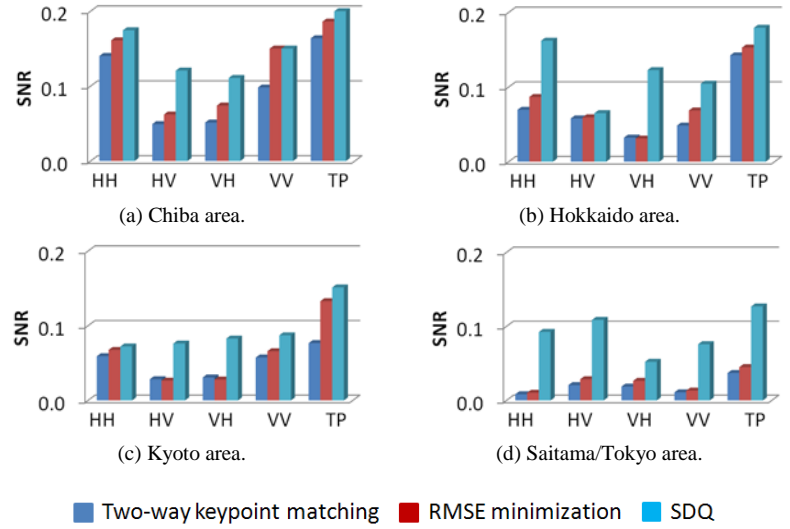 0.2
0.1
0.0
SNR
HH HV VH VV TP
(a) Chiba area.
0.2
0.1
0.0
SNR
HH HV VH VV TP
(b) Hokkaido area.
0.2
0.1
0.0
SNR
HH HV VH VV TP
(c) Kyoto area.
0.2
0.1
0.0
SNR
HH HV VH VV TP
(d) Saitama/Tokyo area.
Two-way keypoint matching RMSE minimization SDQ